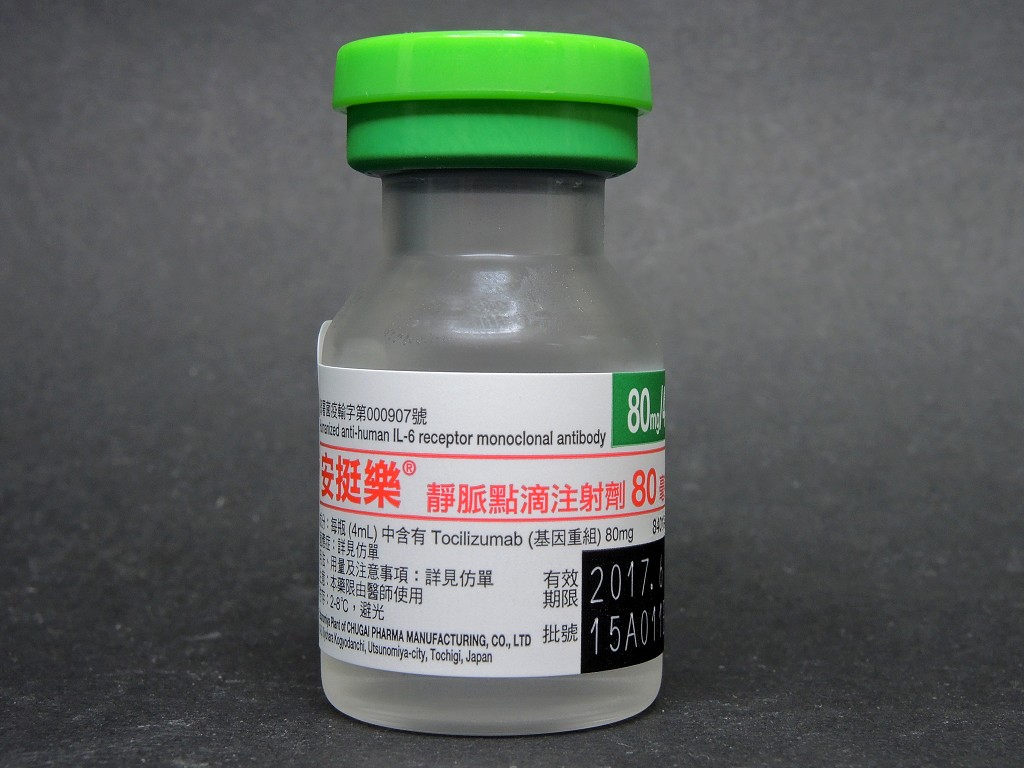 疫輸字第000907號
anti-human IL-6 receptor monoclonal antibody
80mg/
安挺樂®
靜脈點滴注射劑 80
每瓶 (4mL) 中含有 Tocilizumab (基因重組) 80mg
840
：詳見仿單
用量及注意事項：詳見仿單
本藥限由醫師使用
2-8℃，避光
Plant of CHUGAI PHARMA MANUFACTURING, CO., LTD
Kogyodanchi, Utsunomiya-city, Tochigi, Japan
有效期限
2017.
批號
15A01